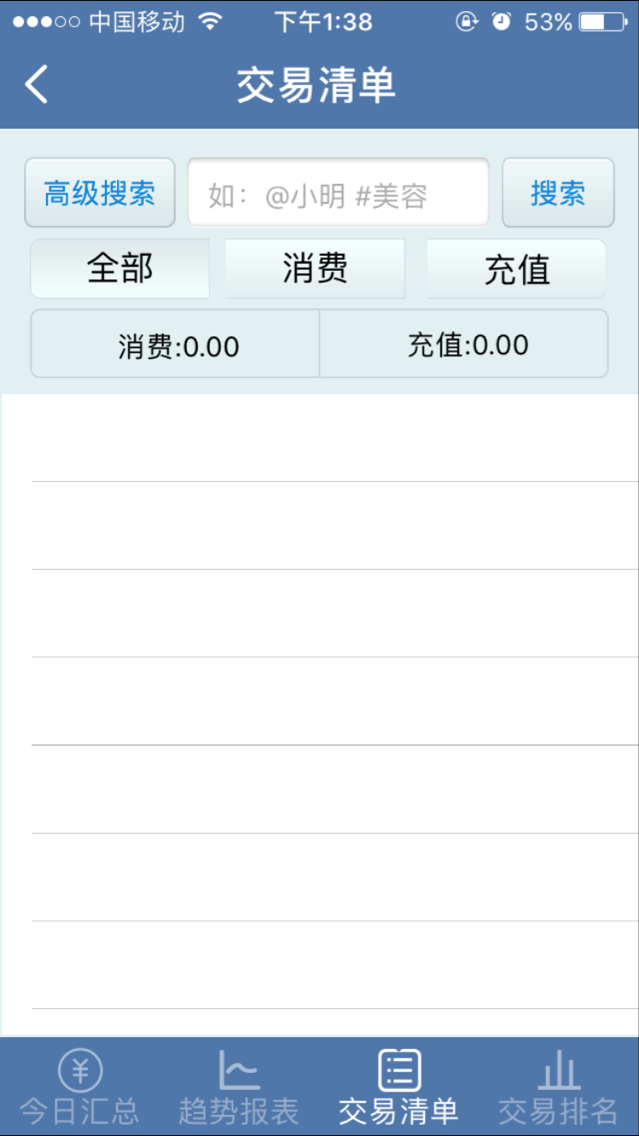 中国移动 下午1:38 53%
交易清单
高级搜索 如：@小明 #美容 搜索
全部 消费 充值
消费:0.00 充值:0.00
¥
今日汇总 趋势报表 交易清单 交易排名